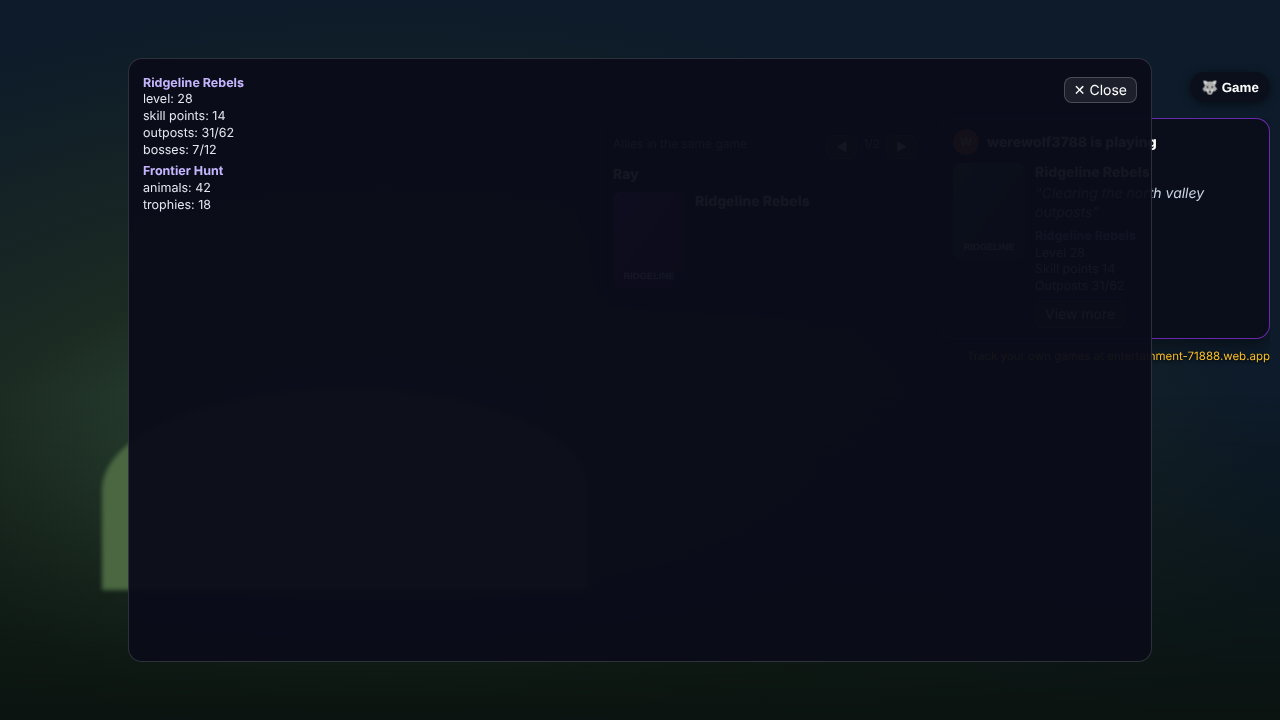 Ridgeline Rebels
level: 28
skill points: 14
outposts: 31/62
bosses: 7/12
Frontier Hunt
animals: 42
trophies: 18
✕ Close
🐺 Game
Allies in the same game
◀ 1/2 ▶
Ray
Ridgeline Rebels
RIDGELINE
W
werewolf3788 is playing
Ridgeline Rebels
"Clearing the north valley
outposts"
RIDGELINE
Ridgeline Rebels
Level 28
Skill points 14
Outposts 31/62
View more
Track your own games at entertainment-71888.web.app